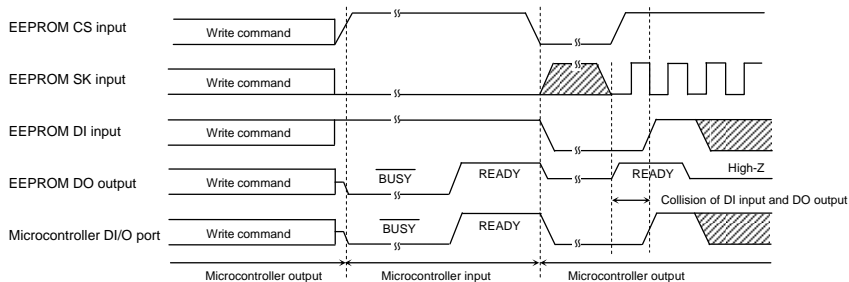 EEPROM CS input
Write command
EEPROM SK input
Write command
EEPROM DI input
Write command
EEPROM DO output
Write command
BUSY
READY
READY
High-Z
Collision of DI input and DO output
Microcontroller DI/O port
Write command
BUSY
READY
Microcontroller output
Microcontroller input
Microcontroller output